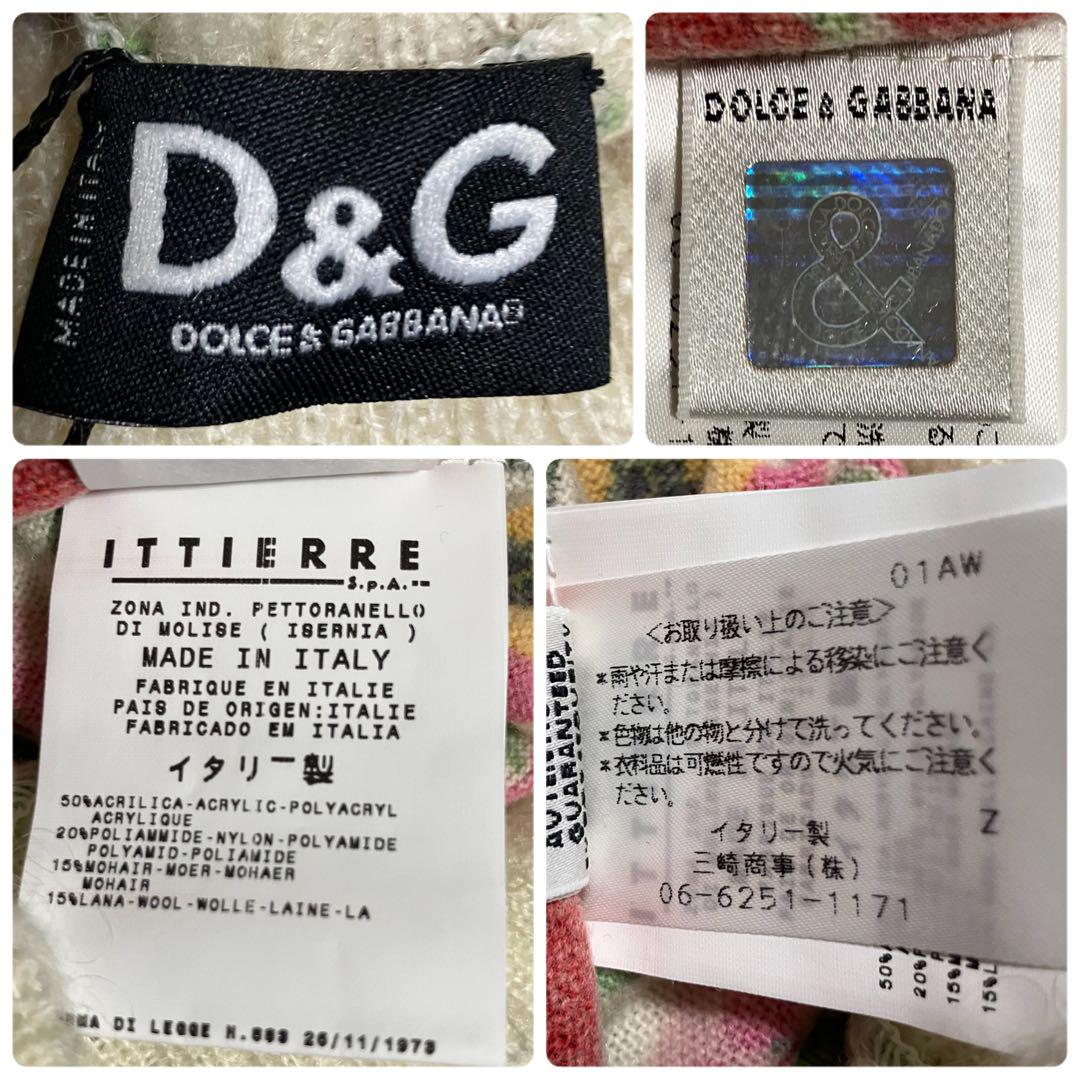 MADE IN ITA
D&G
DOLCE & GABBANA®
DOLCE & GABBANA
ITTIERRE
S.p.A.
ZONA IND. PETTORANELLO
DI MOLISE ( ISERNIA )
MADE IN ITALY
FABRIQUE EN ITALIE
PAIS DE ORIGEN:ITALIE
FABRICADO EM ITALIA
イタリー製
50%ACRILICA-ACRYLIC-POLYACRYL
ACRYLIQUE
20%POLIAMMIDE-NYLON-POLYAMIDE
POLYAMID-POLIAMIDE
15%MOHAIR-MOER-MOHAER
MOHAIR
15%LANA-WOOL-WOLLE-LAINE-LA
RMA DI LEGGE N.883 26/11/1973
01AW
<お取り扱い上のご注意>
*雨や汗または摩擦による移染にご注意く
ださい。
*色物は他の物と分けて洗ってください。
*衣料品は可燃性ですので火気にご注意く
ださい。
Z
イタリー製
三崎商事(株)
06-6251-1171
50%
20%P
15%M
15%L